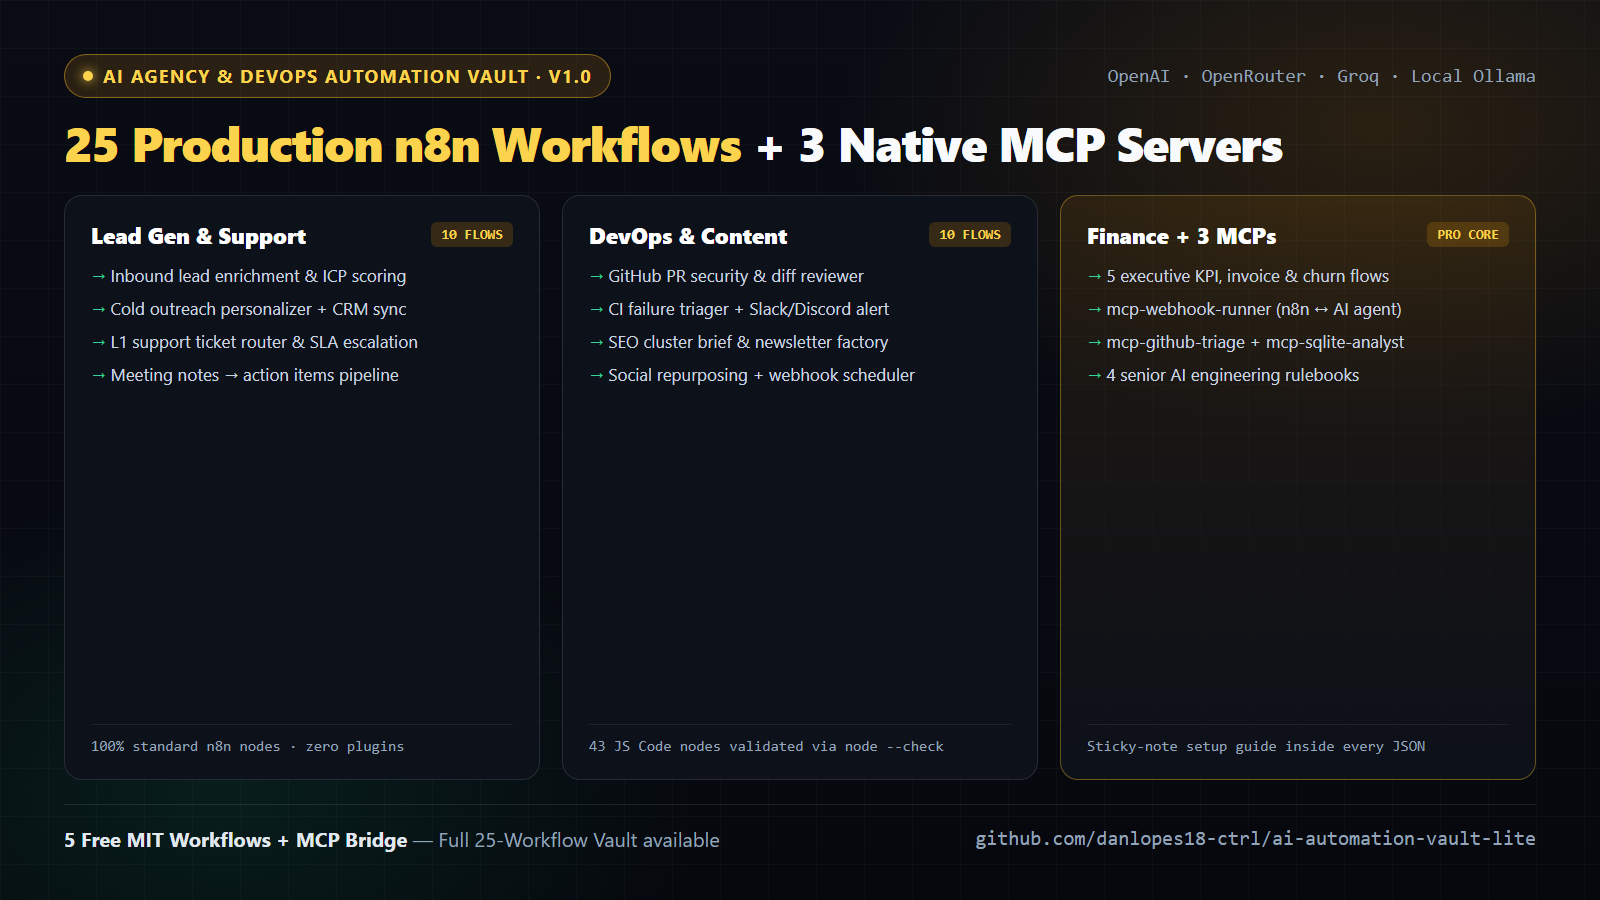 AI AGENCY & DEVOPS AUTOMATION VAULT · V1.0
OpenAI · OpenRouter · Groq · Local Ollama
25 Production n8n Workflows + 3 Native MCP Servers
Lead Gen & Support
10 FLOWS
→ Inbound lead enrichment & ICP scoring
→ Cold outreach personalizer + CRM sync
→ L1 support ticket router & SLA escalation
→ Meeting notes → action items pipeline
100% standard n8n nodes · zero plugins
DevOps & Content
10 FLOWS
→ GitHub PR security & diff reviewer
→ CI failure triager + Slack/Discord alert
→ SEO cluster brief & newsletter factory
→ Social repurposing + webhook scheduler
43 JS Code nodes validated via node --check
Finance + 3 MCPs
PRO CORE
→ 5 executive KPI, invoice & churn flows
→ mcp-webhook-runner (n8n ↔ AI agent)
→ mcp-github-triage + mcp-sqlite-analyst
→ 4 senior AI engineering rulebooks
Sticky-note setup guide inside every JSON
5 Free MIT Workflows + MCP Bridge — Full 25-Workflow Vault available
github.com/danlopes18-ctrl/ai-automation-vault-lite